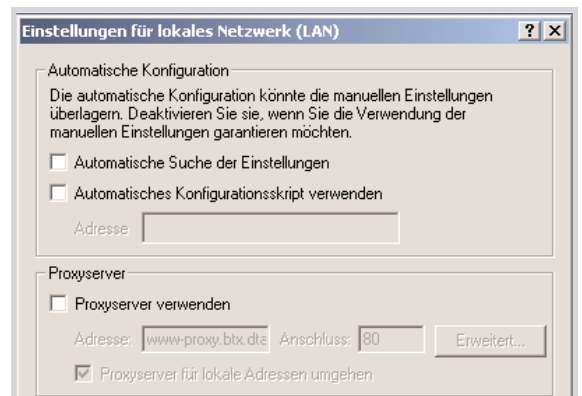 Einstellungen für lokales Netzwerk (LAN)
Automatische Konfiguration
Die automatische Konfiguration könnte die manuellen Einstellungen
überlagern. Deaktivieren Sie sie, wenn Sie die Verwendung der
manuellen Einstellungen garantieren möchten.
Automatische Suche der Einstellungen
Automatisches Konfigurationsskript verwenden
Adresse
Proxyserver
Proxyserver verwenden
Adresse: www-proxy.btx.dta Anschluss: 80 Erweitert...
Proxyserver für lokale Adressen umgehen